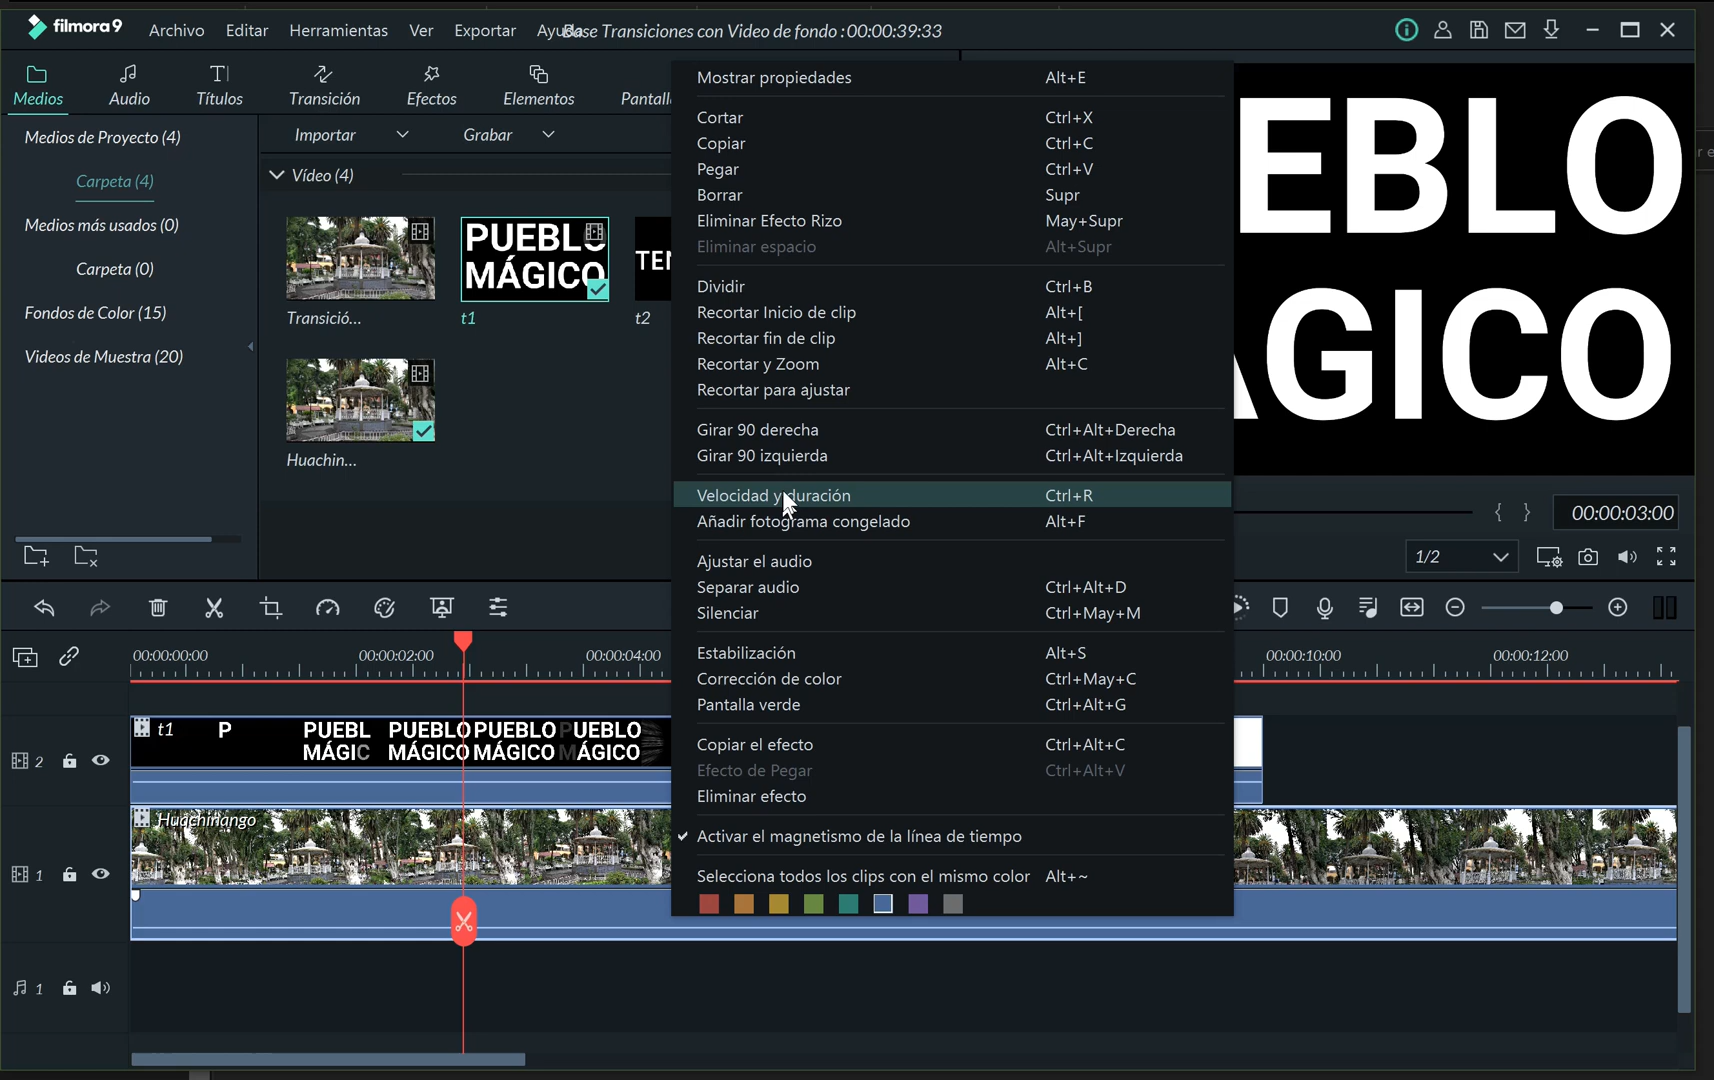 filmora9
Archivo Editar Herramientas Ver Exportar Base Transiciones con Video de fondo : 00:00:39:33
Medios Audio Títulos Transición Efectos Elementos
Medios de Proyecto (4)
Carpeta (4)
Medios más usados (0)
Carpeta (0)
Fondos de Color (15)
Videos de Muestra (20)
Importar Grabar
Vídeo (4)
PUEBLO
MÁGICO
Transició...
t1
t2
Huachin...
Mostrar propiedades Alt+E
Cortar Ctrl+X
Copiar Ctrl+C
Pegar Ctrl+V
Borrar Supr
Eliminar Efecto Rizo May+Supr
Eliminar espacio Alt+Supr
Dividir Ctrl+B
Recortar Inicio de clip Alt+[
Recortar fin de clip Alt+]
Recortar y Zoom Alt+C
Recortar para ajustar
Girar 90 derecha Ctrl+Alt+Derecha
Girar 90 izquierda Ctrl+Alt+Izquierda
Velocidad y duración Ctrl+R
Añadir fotograma congelado Alt+F
Ajustar el audio
Separar audio Ctrl+Alt+D
Silenciar Ctrl+May+M
Estabilización Alt+S
Corrección de color Ctrl+May+C
Pantalla verde Ctrl+Alt+G
Copiar el efecto Ctrl+Alt+C
Efecto de Pegar Ctrl+Alt+V
Eliminar efecto
Activar el magnetismo de la línea de tiempo
Selecciona todos los clips con el mismo color Alt+~
EBLO
AGICO
{ } 00:00:03:00
1/2
00:00:00:00 00:00:02:00 00:00:04:00 00:00:10:00 00:00:12:00
t1 P PUEBL PUEBLO PUEBLO PUEBLO
MÁGIC MÁGICO MÁGICO MÁGICO
2
Huachinango
1
1